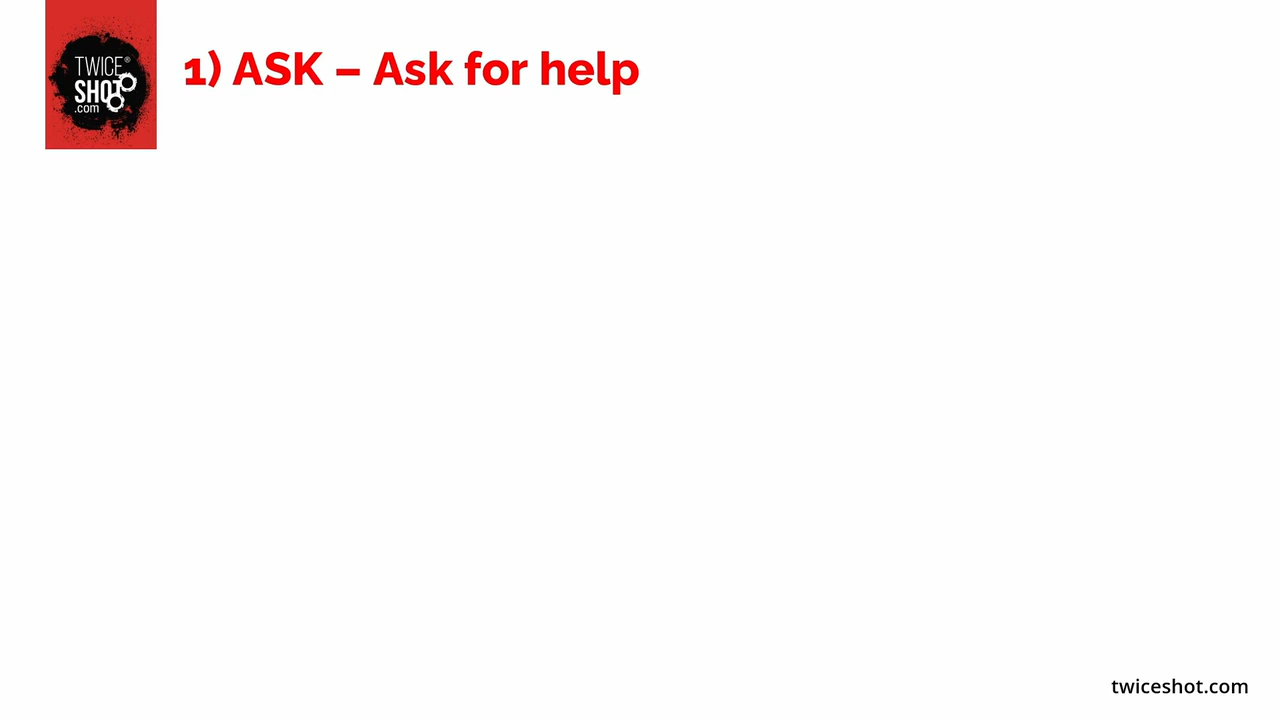 TWICE®
SHOT
.com
1) ASK – Ask for help
twiceshot.com